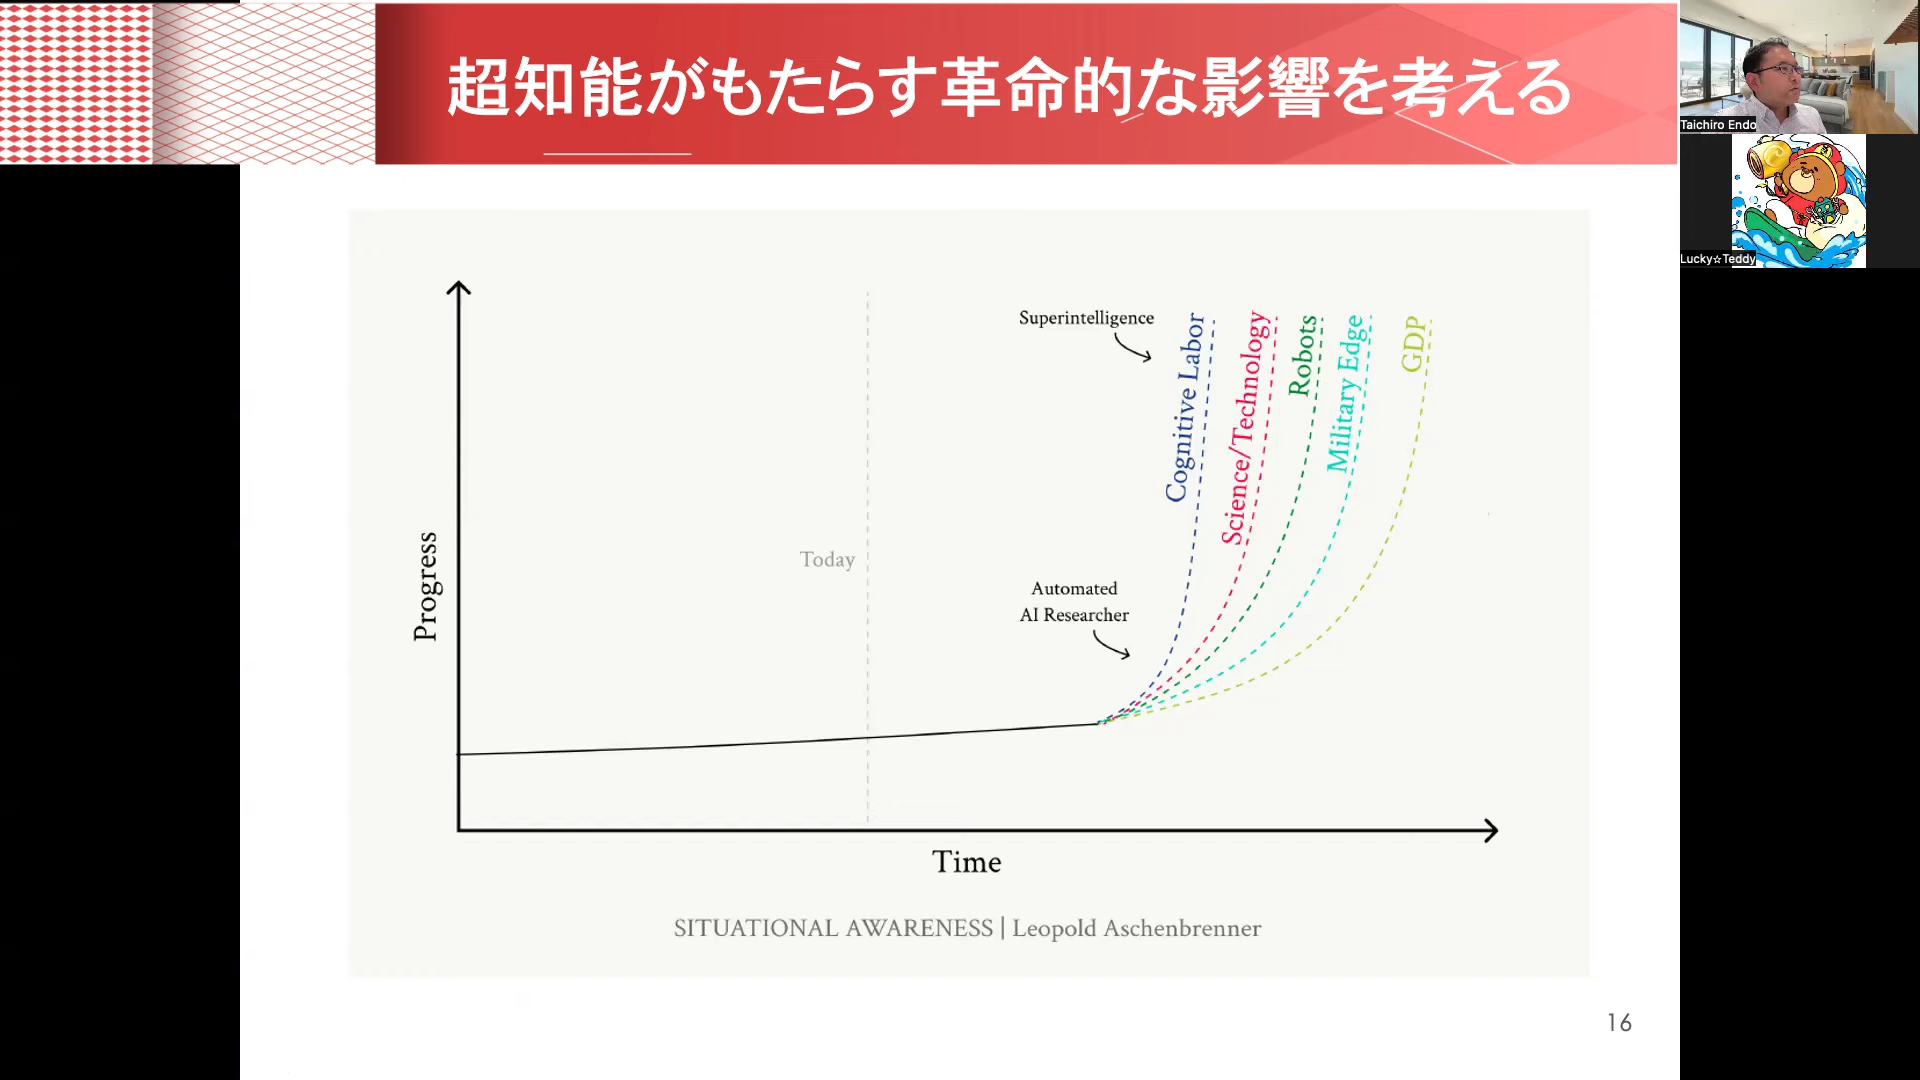 超知能がもたらす革命的な影響を考える
Taichiro Endo
Lucky☆Teddy
Superintelligence
Cognitive Labor
Science/Technology
Robots
Military Edge
GDP
Today
Automated
AI Researcher
Progress
Time
SITUATIONAL AWARENESS | Leopold Aschenbrenner
16